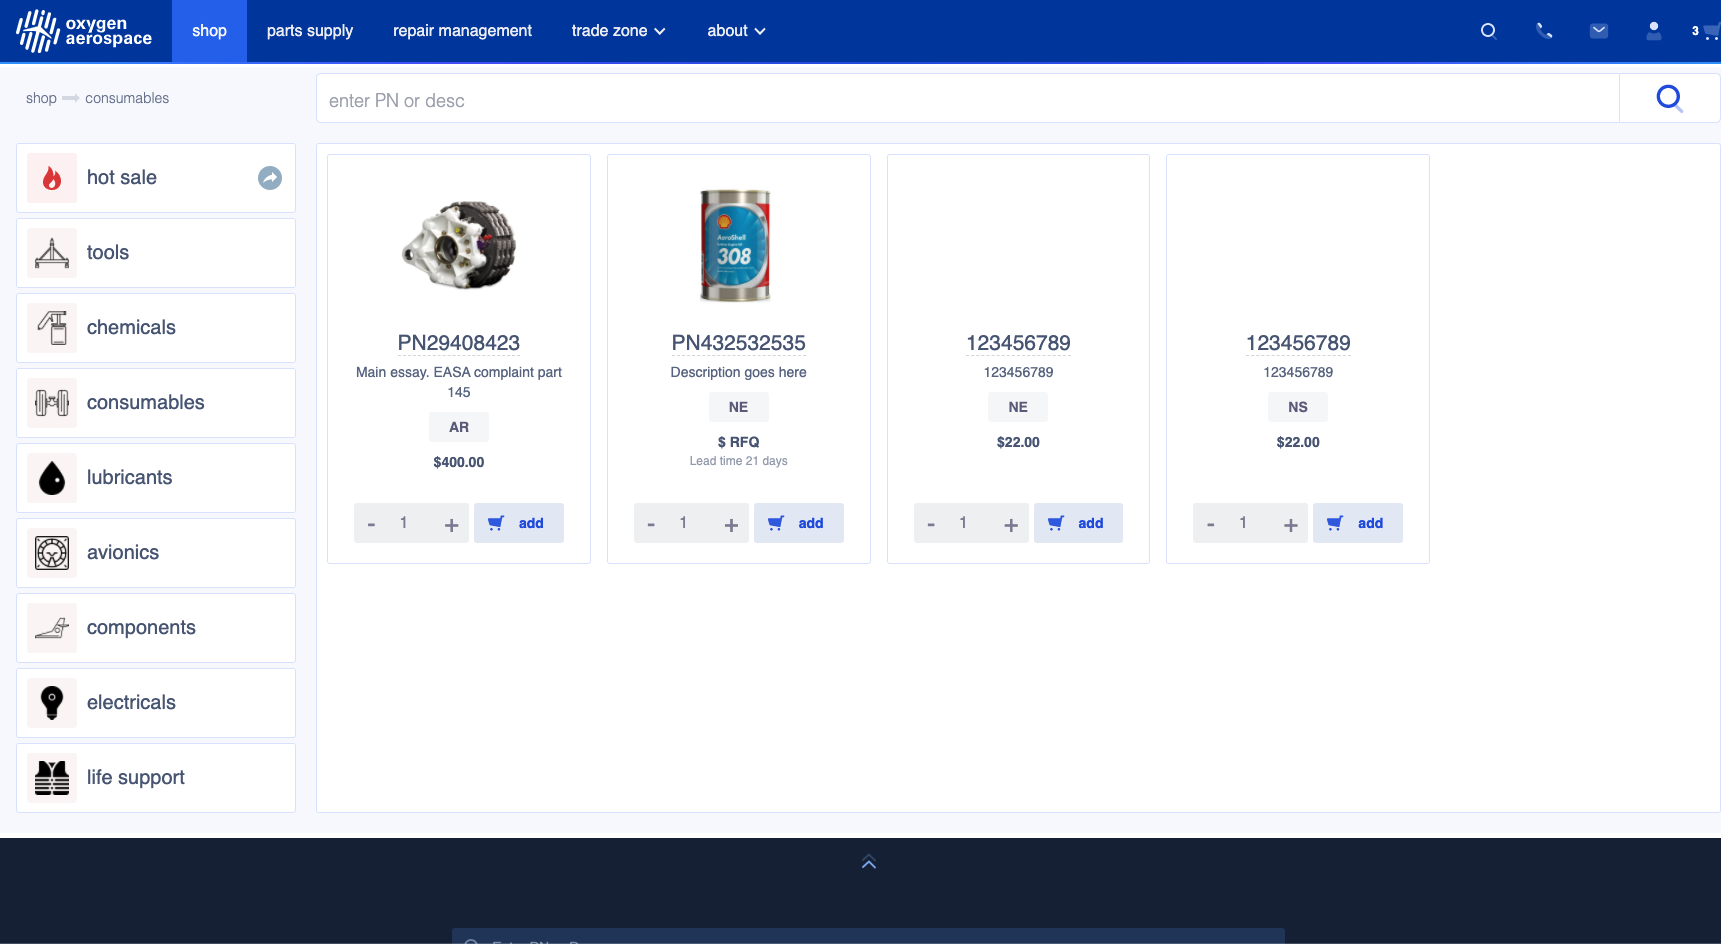 oxygen
aerospace
shop
parts supply
repair management
trade zone
about
3
shop
consumables
enter PN or desc
hot sale
tools
chemicals
consumables
lubricants
avionics
components
electricals
life support
PN29408423
Main essay. EASA complaint part
145
AR
$400.00
- 1 +
add
AeroShell
308
PN432532535
Description goes here
NE
$ RFQ
Lead time 21 days
- 1 +
add
123456789
123456789
NE
$22.00
- 1 +
add
123456789
123456789
NS
$22.00
- 1 +
add